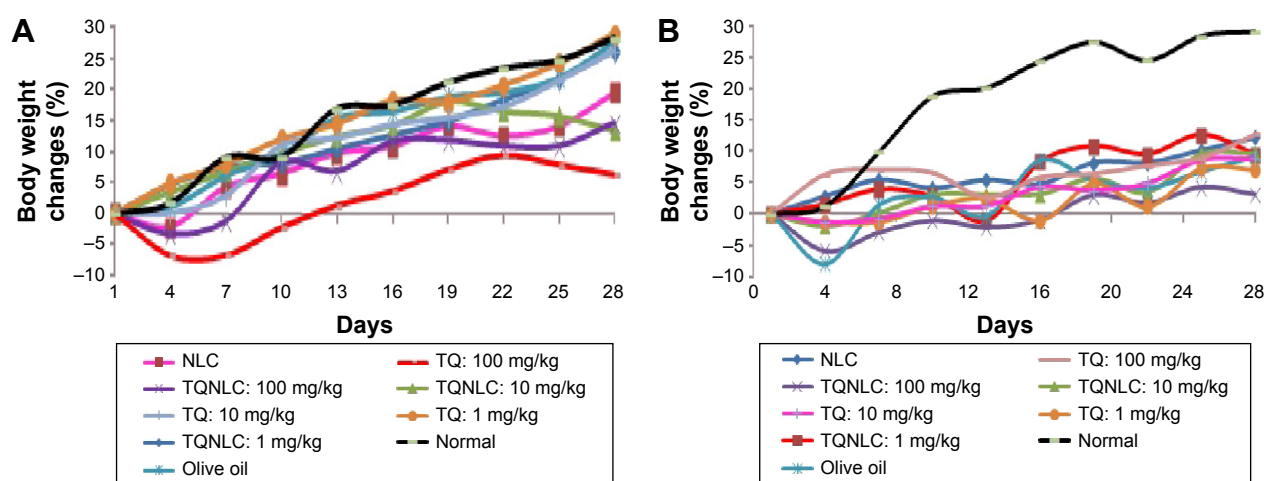 A
Body weight
changes (%)
30
25
20
15
10
5
0
–5
–10
1 4 7 10 13 16 19 22 25 28
Days
NLC TQ: 100 mg/kg
TQNLC: 100 mg/kg TQNLC: 10 mg/kg
TQ: 10 mg/kg TQ: 1 mg/kg
TQNLC: 1 mg/kg Normal
Olive oil
B
Body weight
changes (%)
30
25
20
15
10
5
0
–5
–10
0 4 8 12 16 20 24 28
Days
NLC TQ: 100 mg/kg
TQNLC: 100 mg/kg TQNLC: 10 mg/kg
TQ: 10 mg/kg TQ: 1 mg/kg
TQNLC: 1 mg/kg Normal
Olive oil